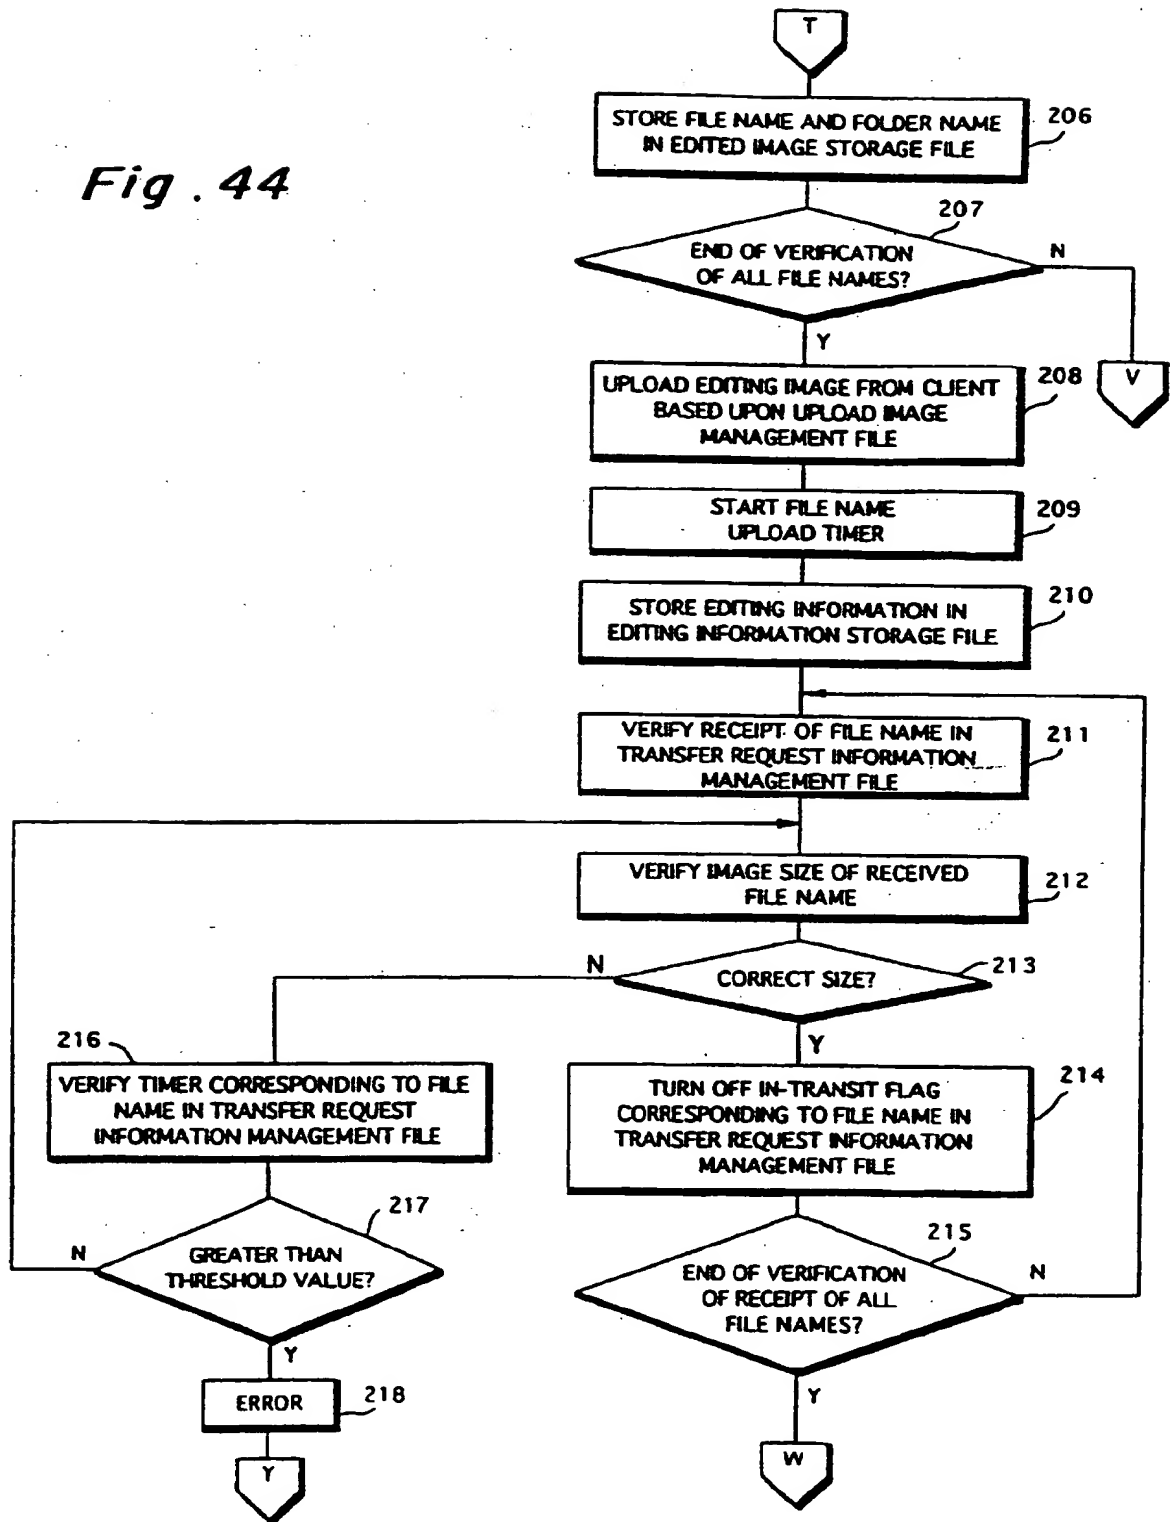 T
STORE FILE NAME AND FOLDER NAME
IN EDITED IMAGE STORAGE FILE
206
Fig. 44
207
END OF VERIFICATION
OF ALL FILE NAMES?
N
Y
V
UPLOAD EDITING IMAGE FROM CLIENT
BASED UPON UPLOAD IMAGE
MANAGEMENT FILE
208
START FILE NAME
UPLOAD TIMER
209
STORE EDITING INFORMATION IN
EDITING INFORMATION STORAGE FILE
210
VERIFY RECEIPT OF FILE NAME IN
TRANSFER REQUEST INFORMATION
MANAGEMENT FILE
211
VERIFY IMAGE SIZE OF RECEIVED
FILE NAME
212
N
CORRECT SIZE?
213
Y
216
VERIFY TIMER CORRESPONDING TO FILE
NAME IN TRANSFER REQUEST
INFORMATION MANAGEMENT FILE
TURN OFF IN-TRANSIT FLAG
CORRESPONDING TO FILE NAME IN
TRANSFER REQUEST INFORMATION
MANAGEMENT FILE
214
217
N
GREATER THAN
THRESHOLD VALUE?
Y
215
END OF VERIFICATION
OF RECEIPT OF ALL
FILE NAMES?
N
Y
ERROR
218
Y
W